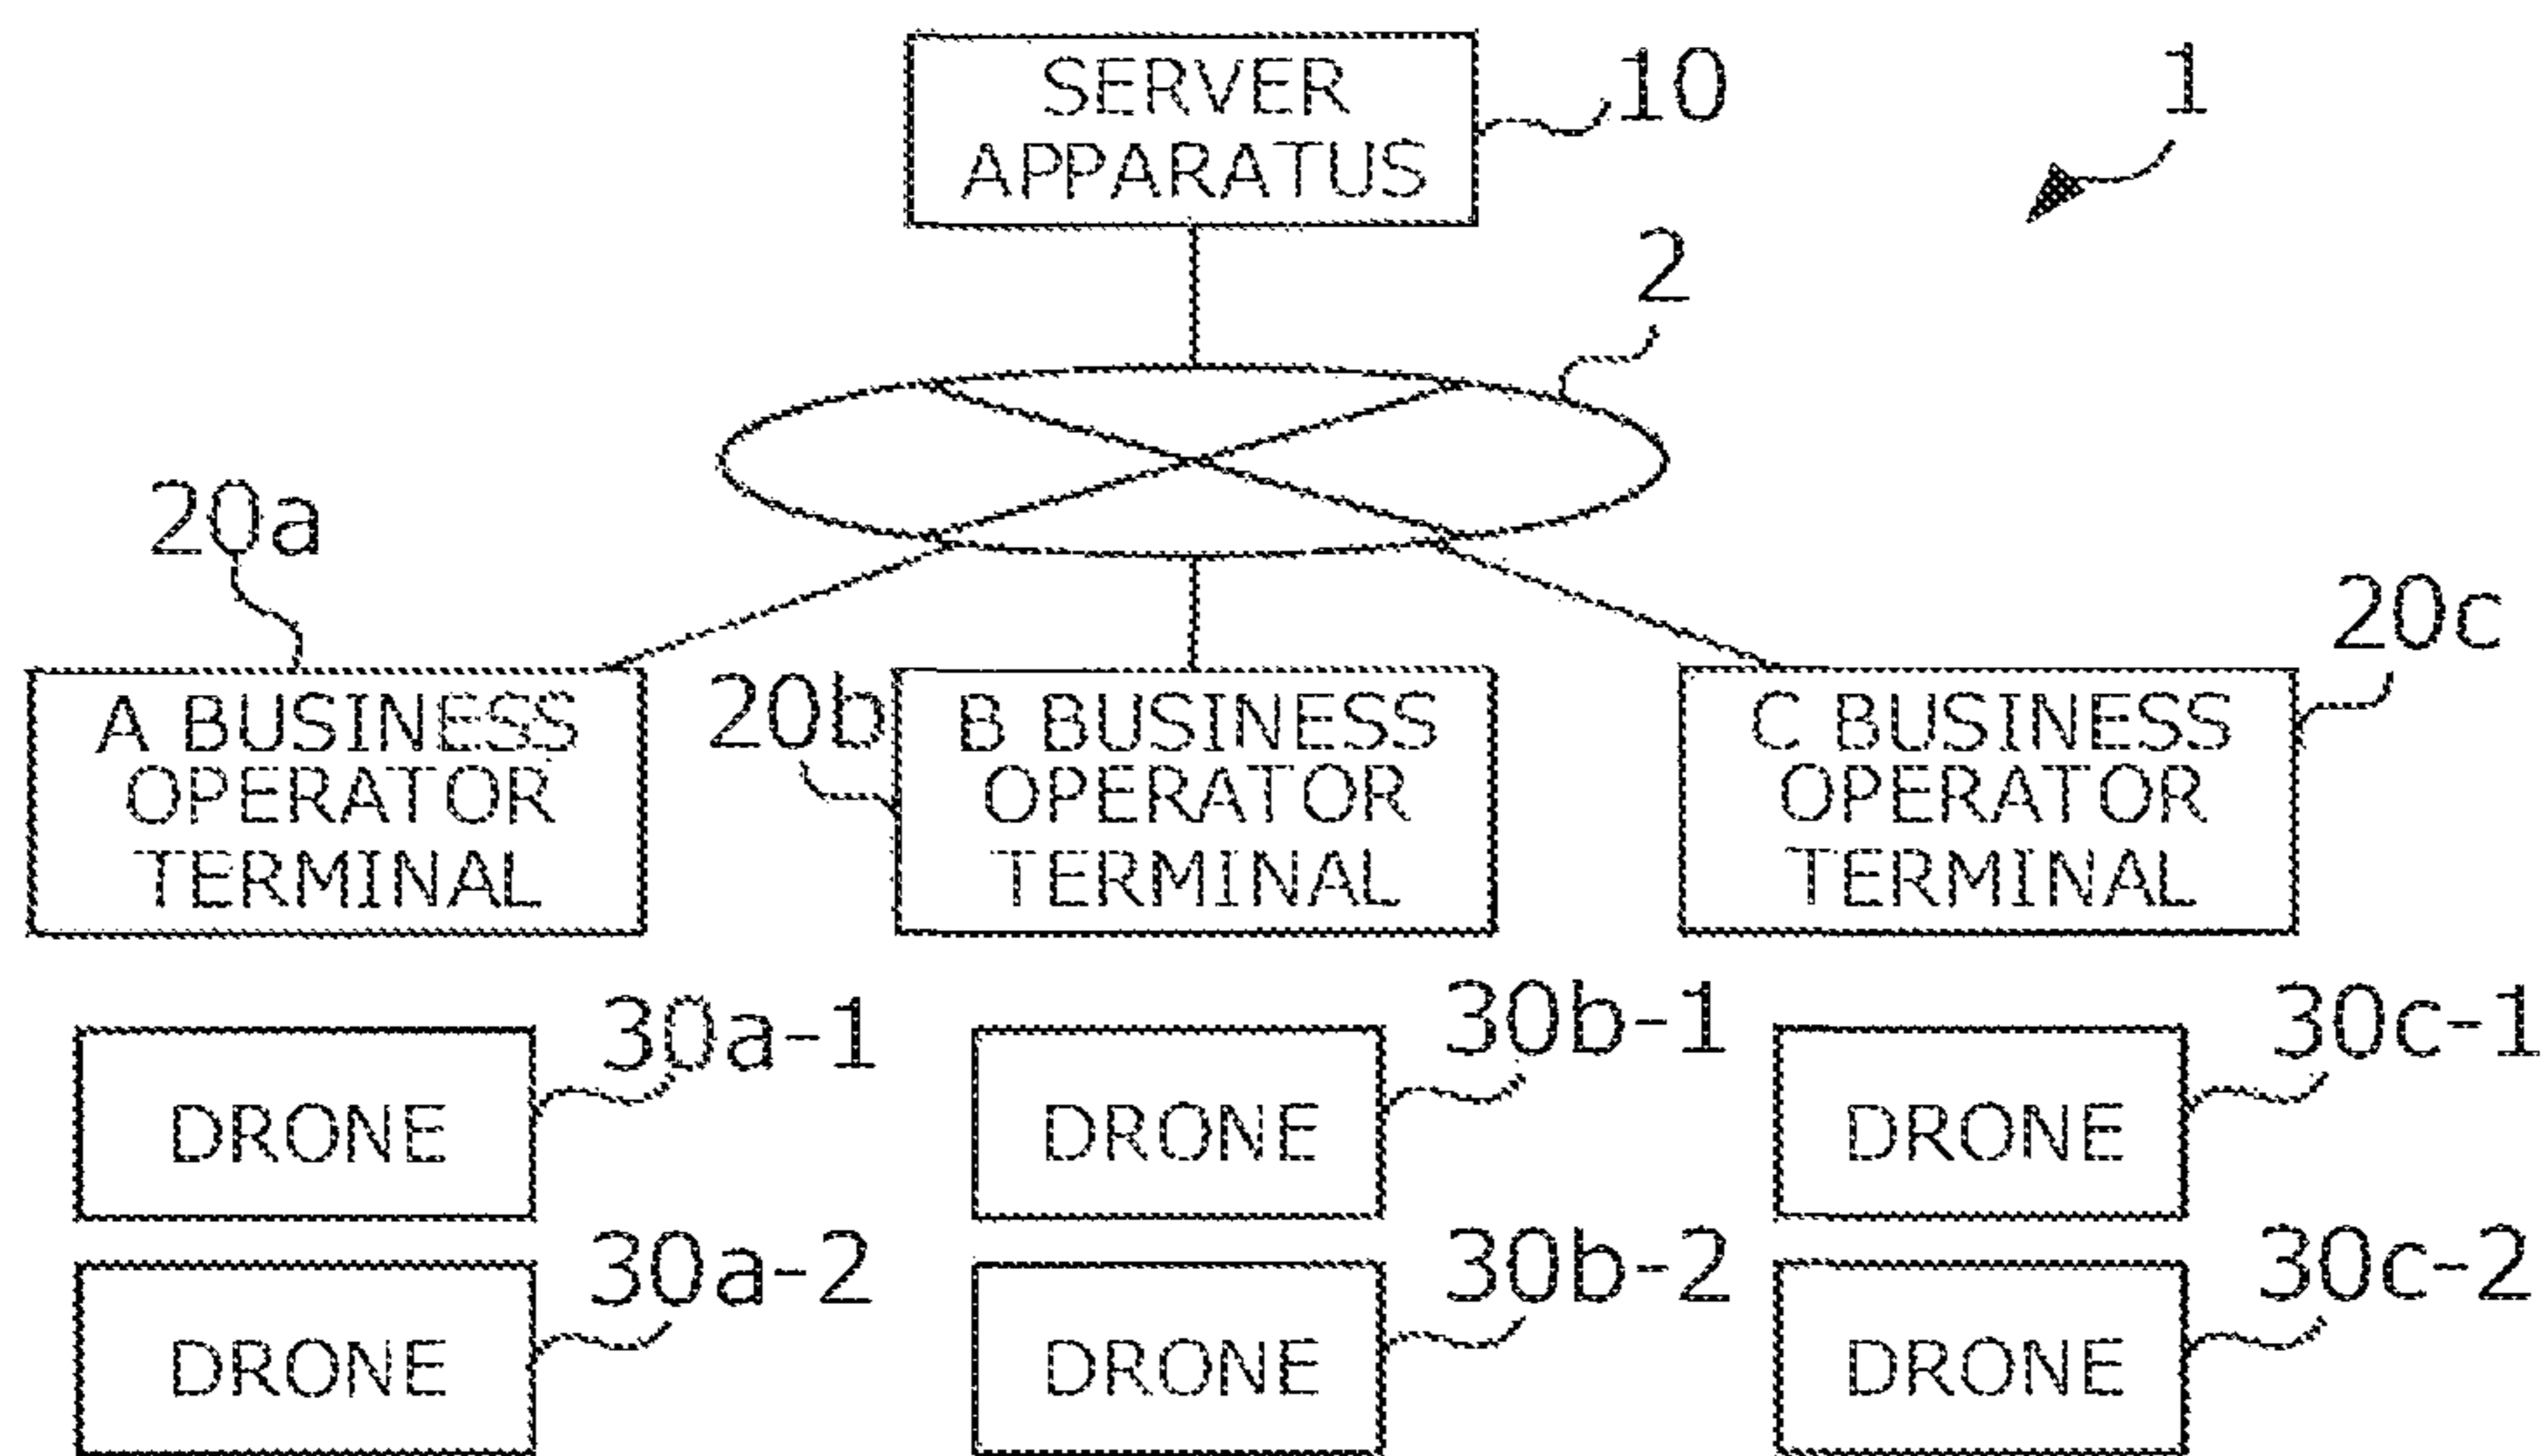 SERVER
APPARATUS
10
1
2
20a
20b
20c
A BUSINESS
OPERATOR
TERMINAL
B BUSINESS
OPERATOR
TERMINAL
C BUSINESS
OPERATOR
TERMINAL
30a-1
30b-1
30c-1
DRONE
DRONE
DRONE
30a-2
30b-2
30c-2
DRONE
DRONE
DRONE